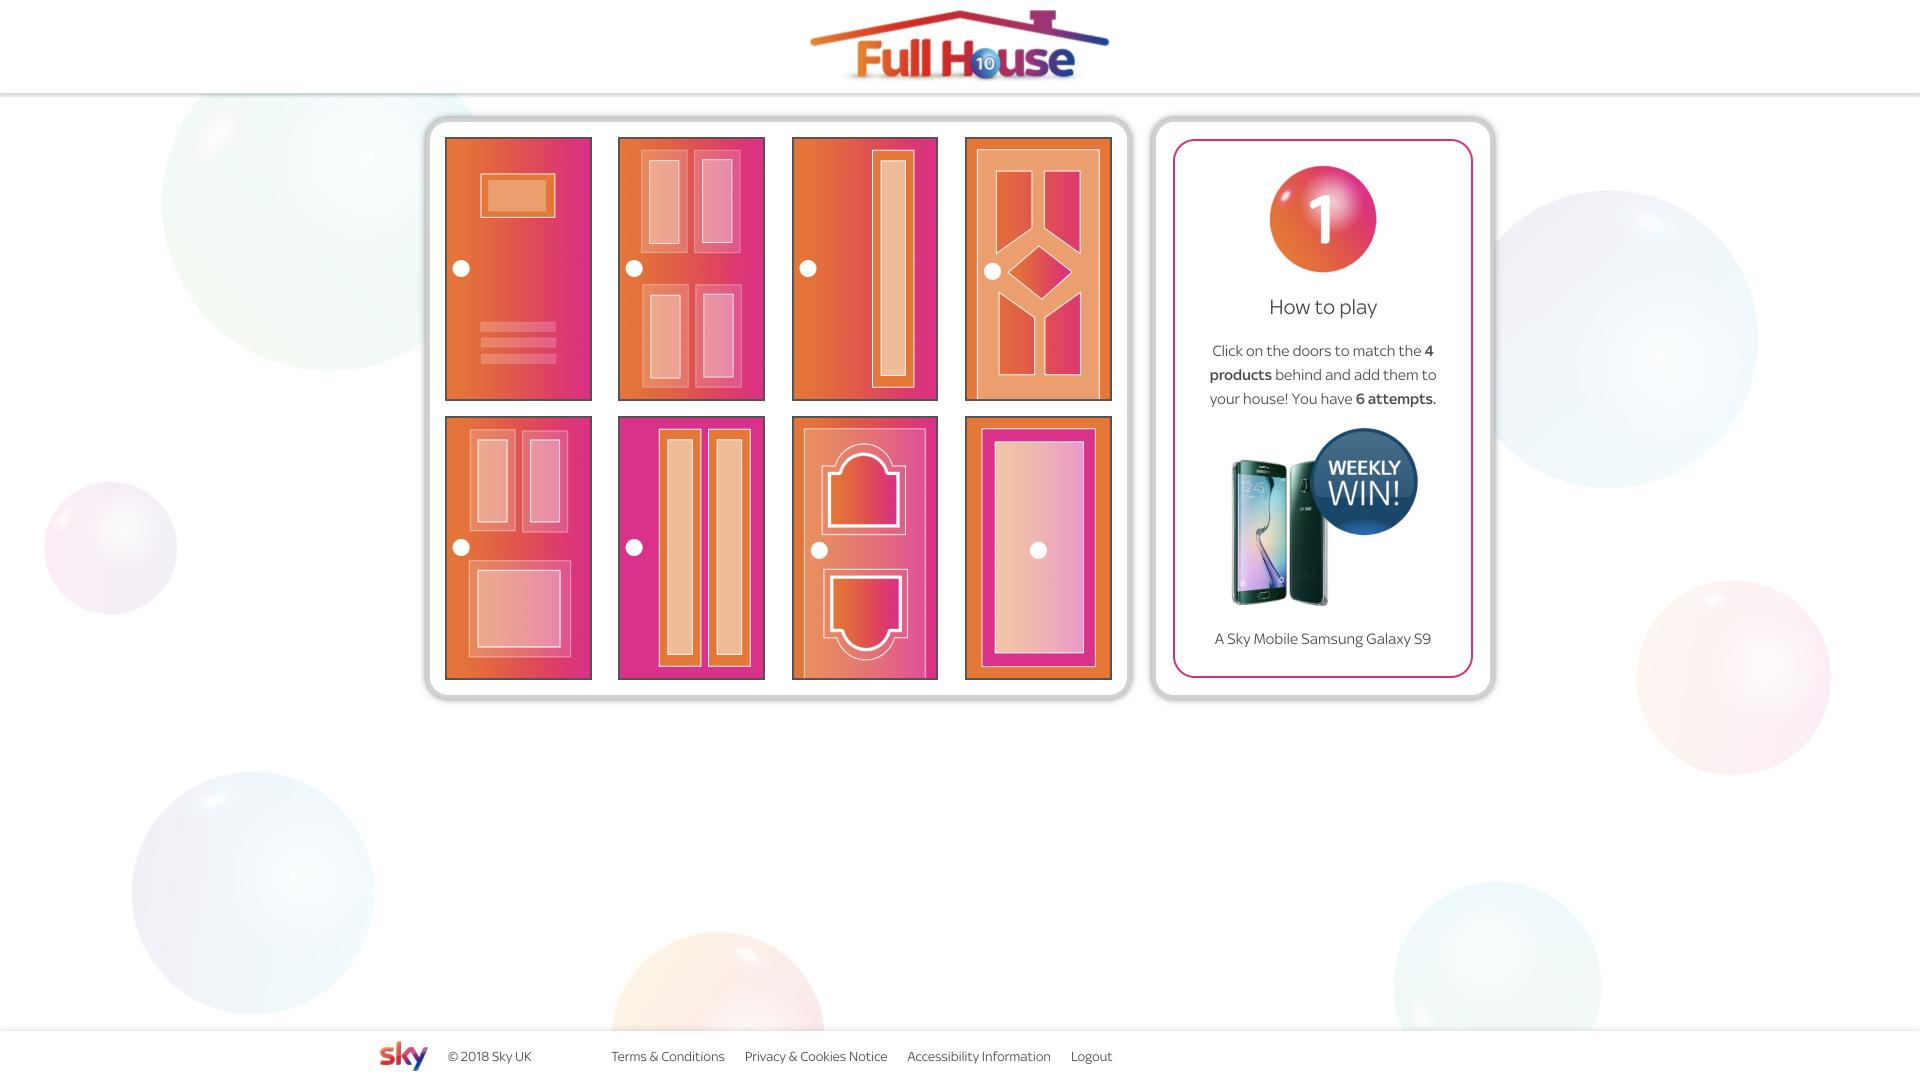 Full House
10
1
How to play
Click on the doors to match the 4
products behind and add them to
your house! You have 6 attempts.
WEEKLY
WIN!
A Sky Mobile Samsung Galaxy S9
sky © 2018 Sky UK Terms & Conditions Privacy & Cookies Notice Accessibility Information Logout